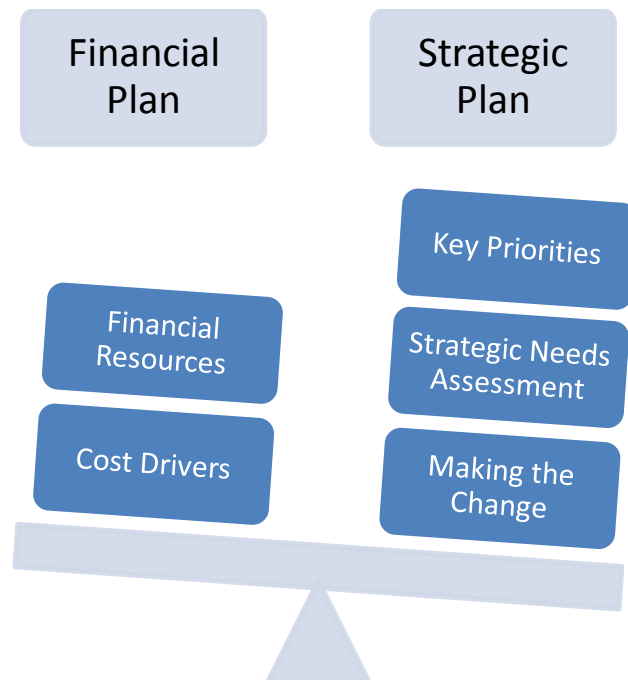 Financial
Plan
Strategic
Plan
Key Priorities
Financial
Resources
Strategic Needs
Assessment
Cost Drivers
Making the
Change